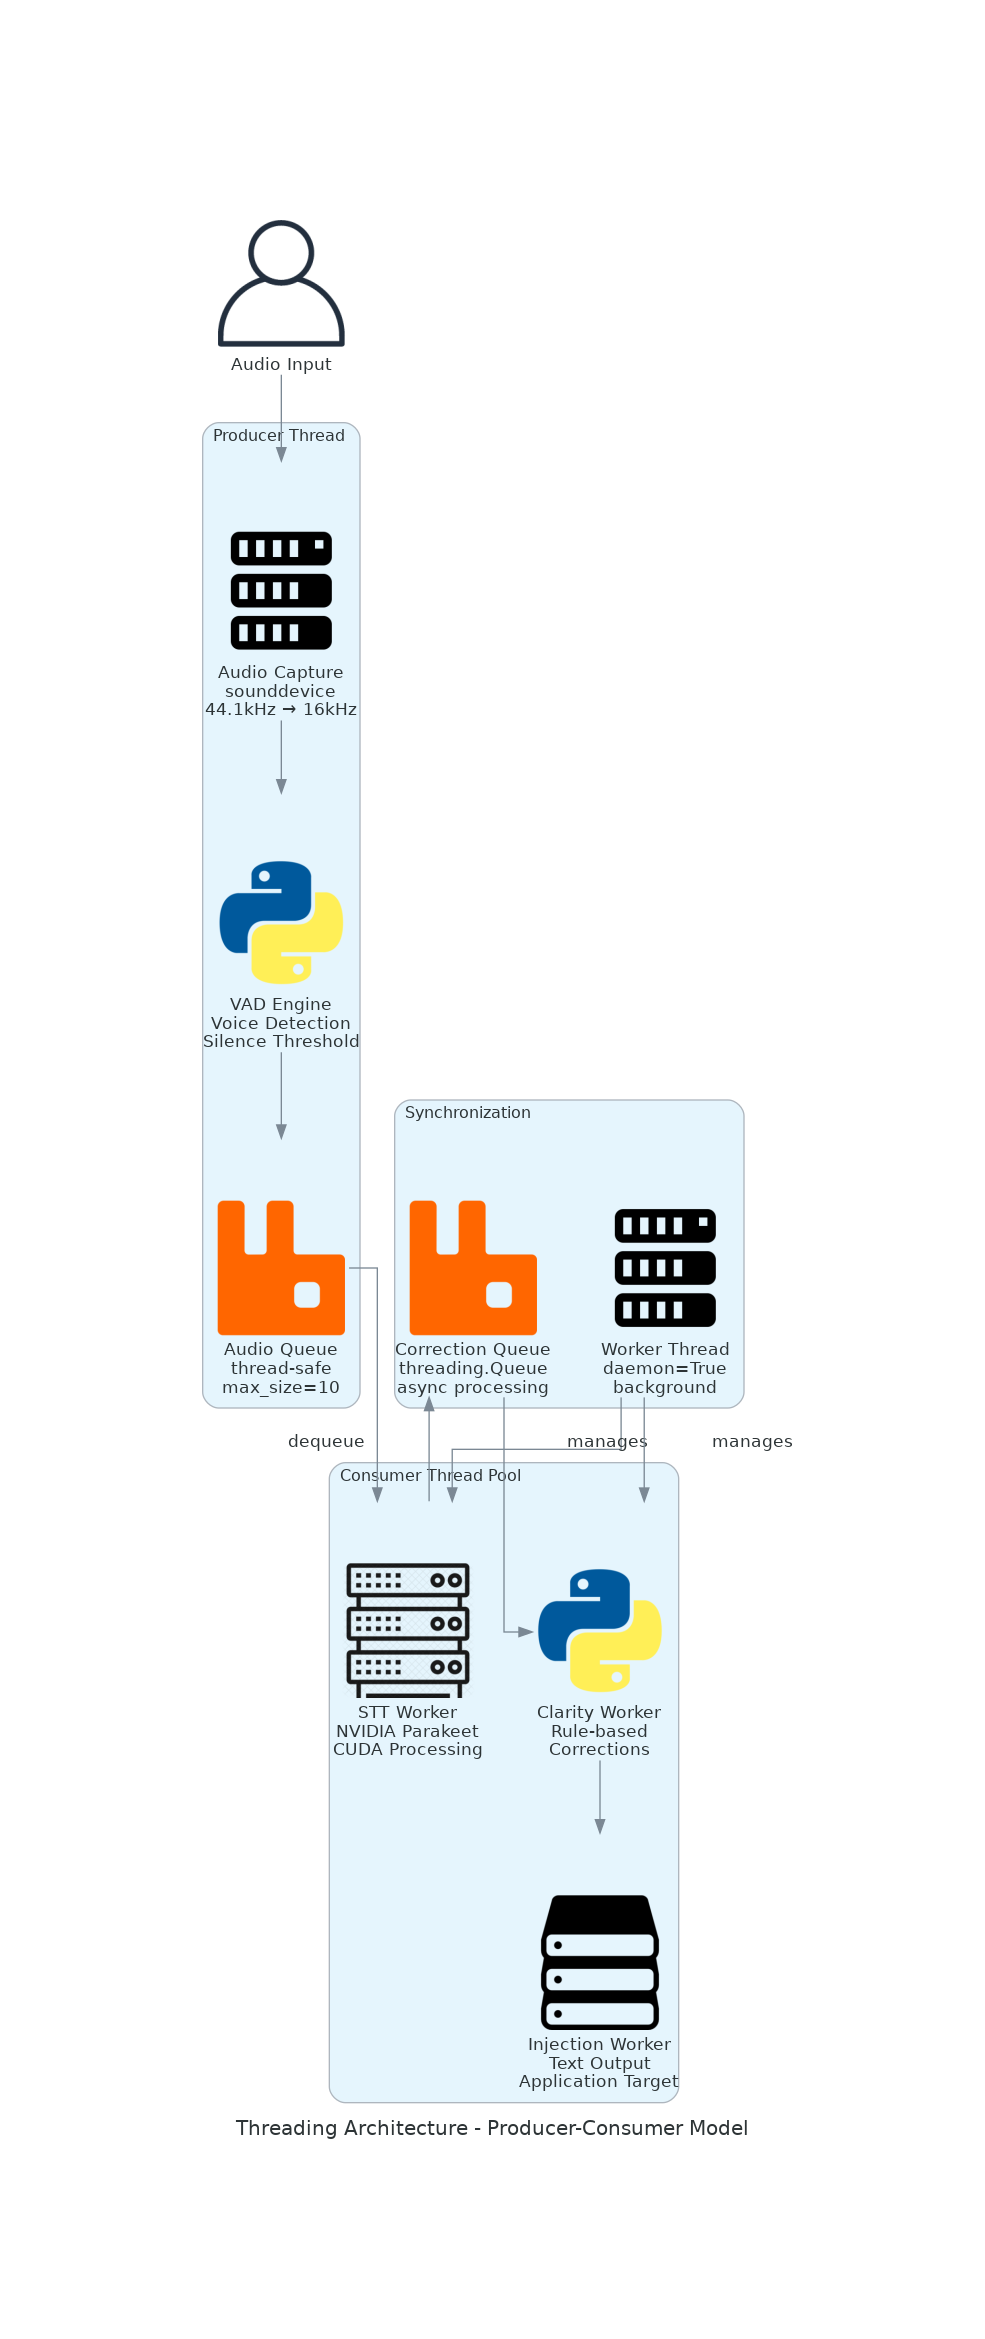 Audio Input
Producer Thread
Audio Capture
sounddevice
44.1kHz → 16kHz
VAD Engine
Voice Detection
Silence Threshold
Synchronization
Audio Queue
thread-safe
max_size=10
Correction Queue
threading.Queue
async processing
Worker Thread
daemon=True
background
dequeue
manages
manages
Consumer Thread Pool
STT Worker
NVIDIA Parakeet
CUDA Processing
Clarity Worker
Rule-based
Corrections
Injection Worker
Text Output
Application Target
Threading Architecture - Producer-Consumer Model